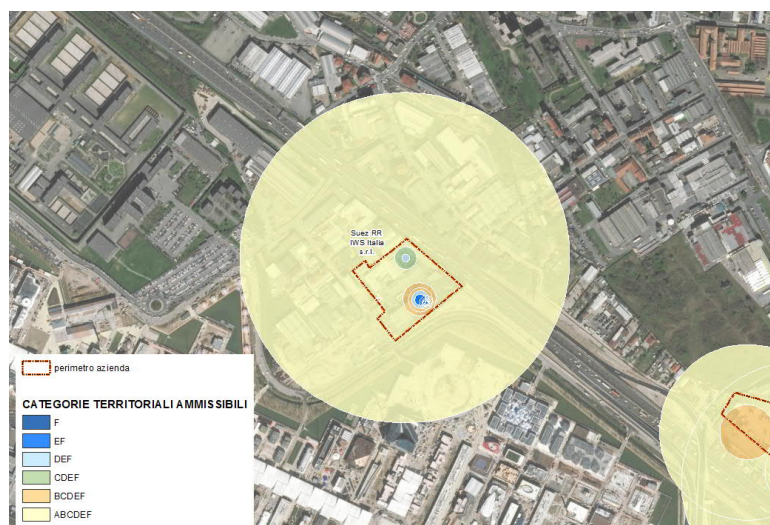 Suez RR
IWS Italia
s.r.l.
perimetro azienda
CATEGORIE TERRITORIALI AMMISSIBILI
F
EF
DEF
CDEF
BCDEF
ABCDEF